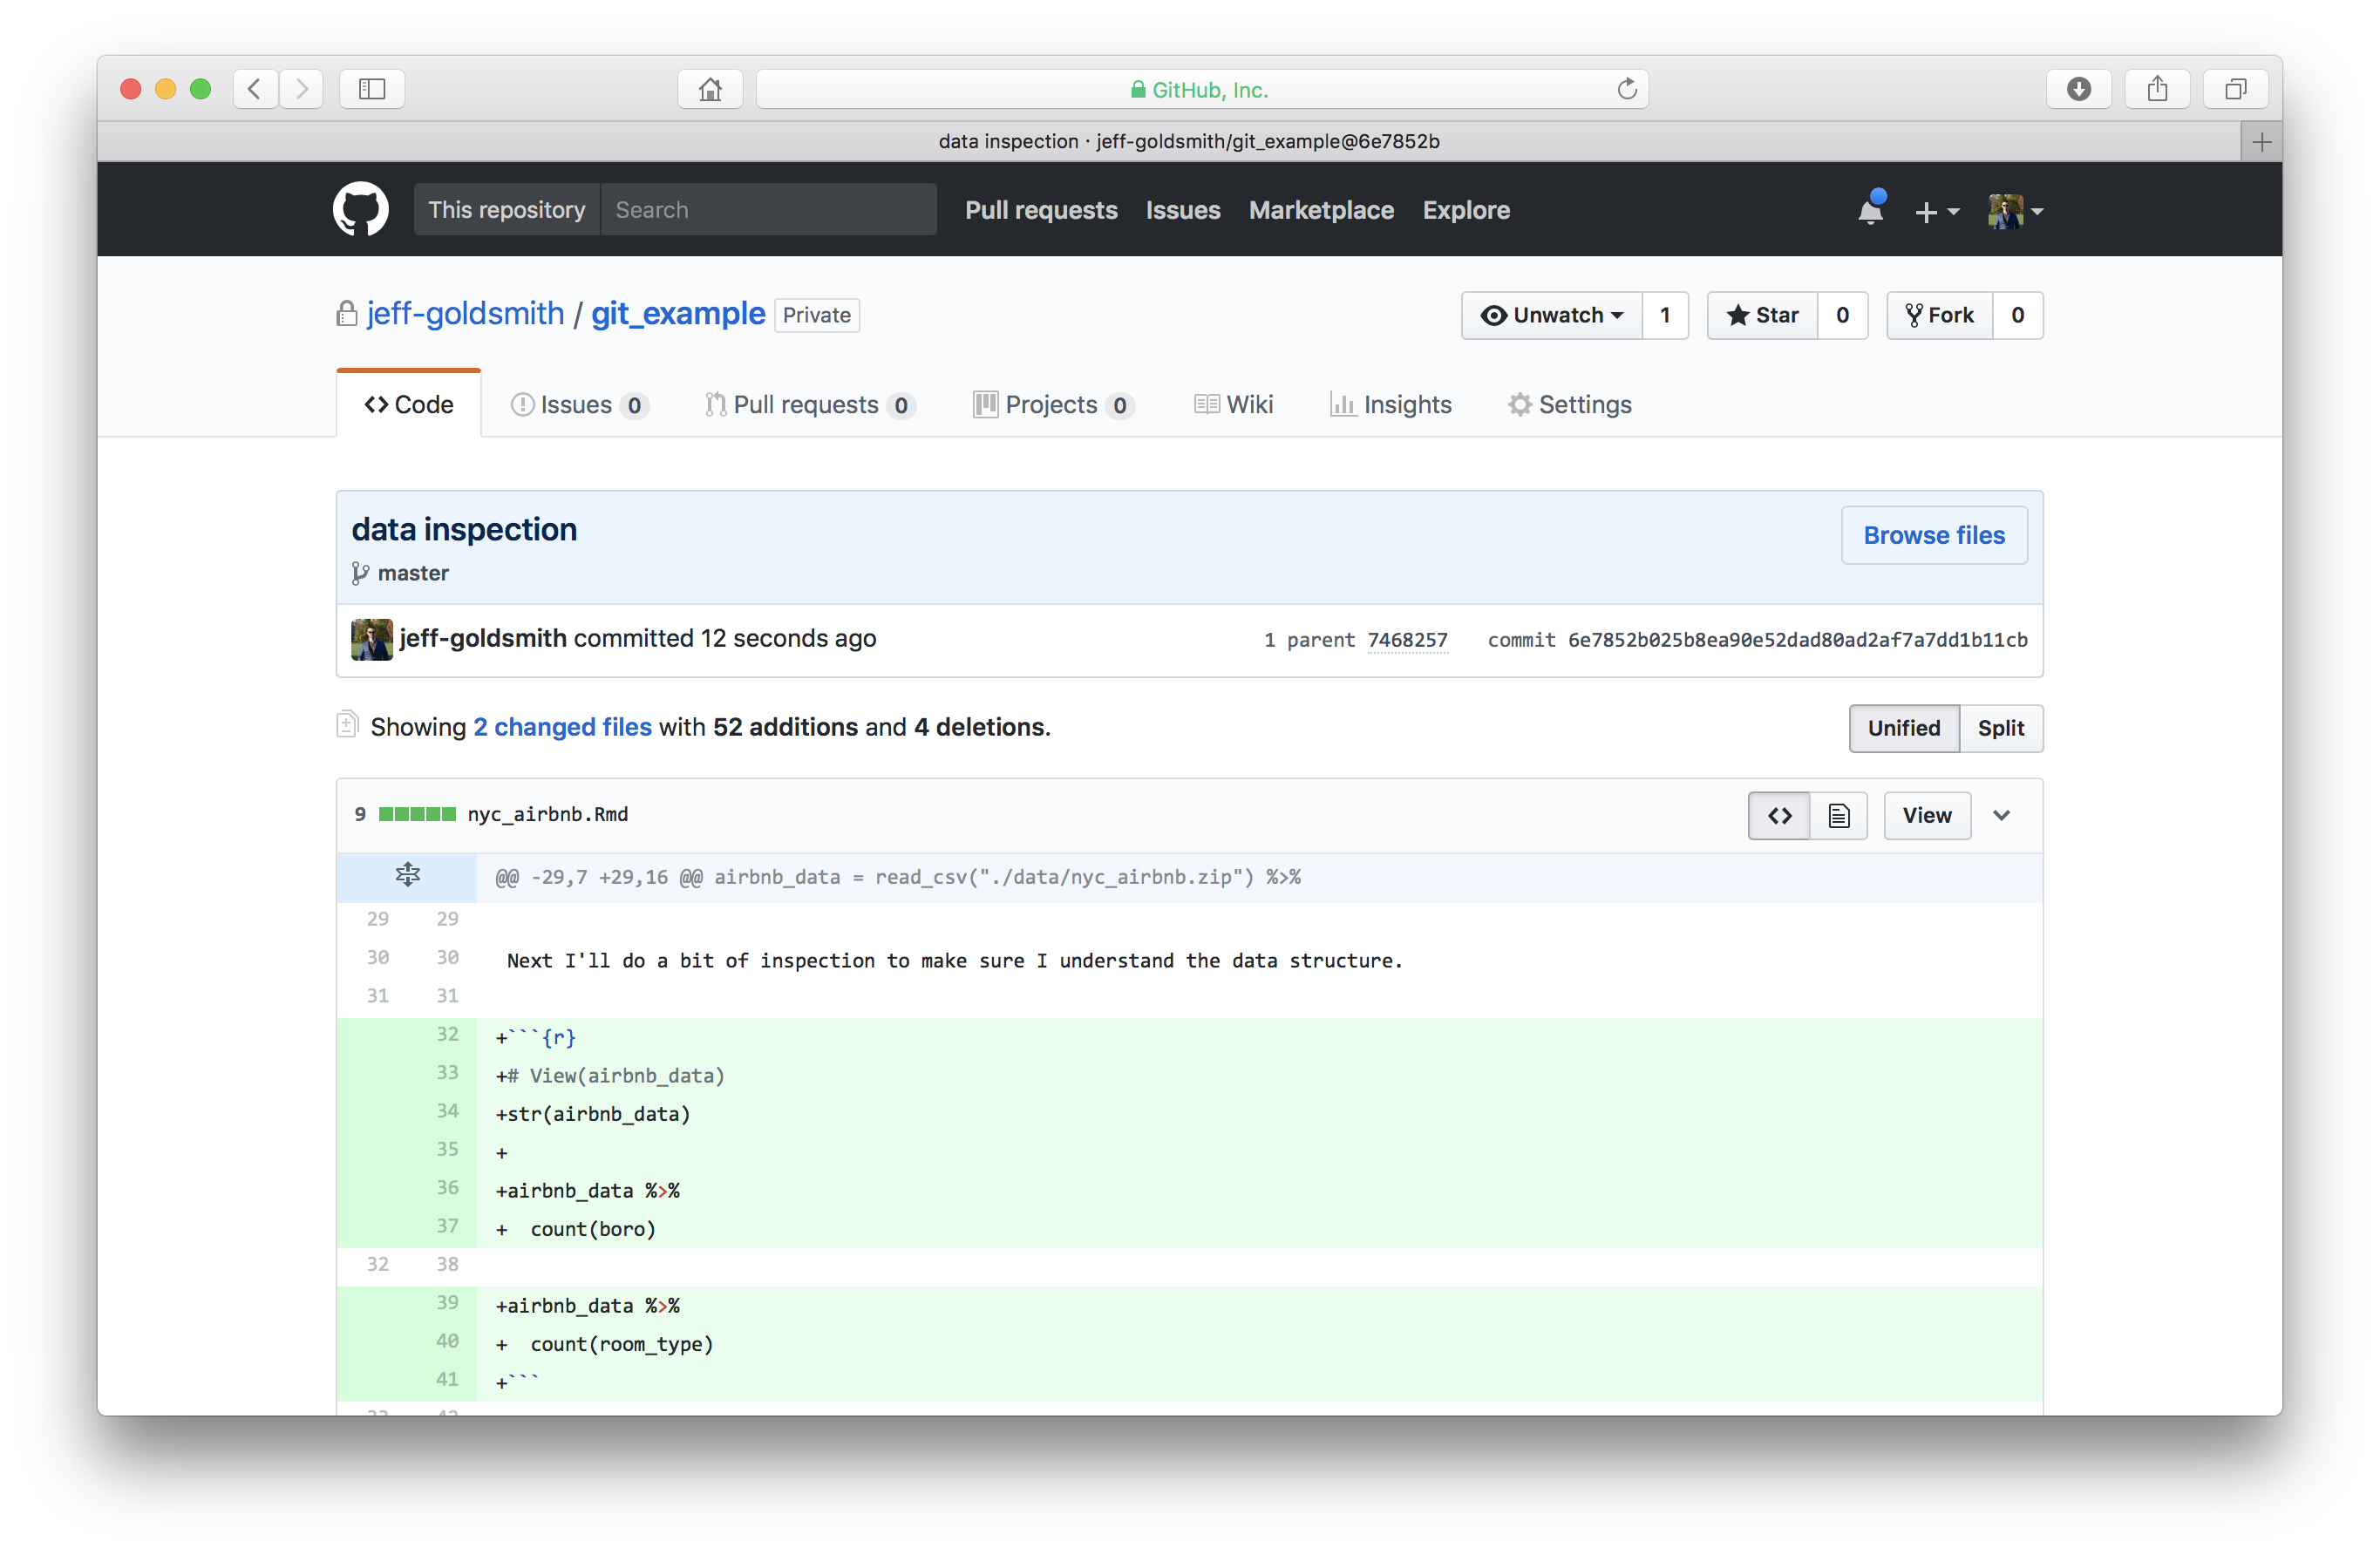 GitHub, Inc.
data inspection · jeff-goldsmith/git_example@6e7852b
This repository Search Pull requests Issues Marketplace Explore
jeff-goldsmith / git_example Private Unwatch 1 Star 0 Fork 0
Code Issues 0 Pull requests 0 Projects 0 Wiki Insights Settings
data inspection
Browse files
master
jeff-goldsmith committed 12 seconds ago 1 parent 7468257 commit 6e7852b025b8ea90e52dad80ad2af7a7dd1b11cb
Showing 2 changed files with 52 additions and 4 deletions.
Unified Split
9 nyc_airbnb.Rmd View
@@ -29,7 +29,16 @@ airbnb_data = read_csv("./data/nyc_airbnb.zip") %>%
29 29
30 30 Next I'll do a bit of inspection to make sure I understand the data structure.
31 31
32 +```{r}
33 +# View(airbnb_data)
34 +str(airbnb_data)
35 +
36 +airbnb_data %>%
37 + count(boro)
32 38
39 +airbnb_data %>%
40 + count(room_type)
41 +```